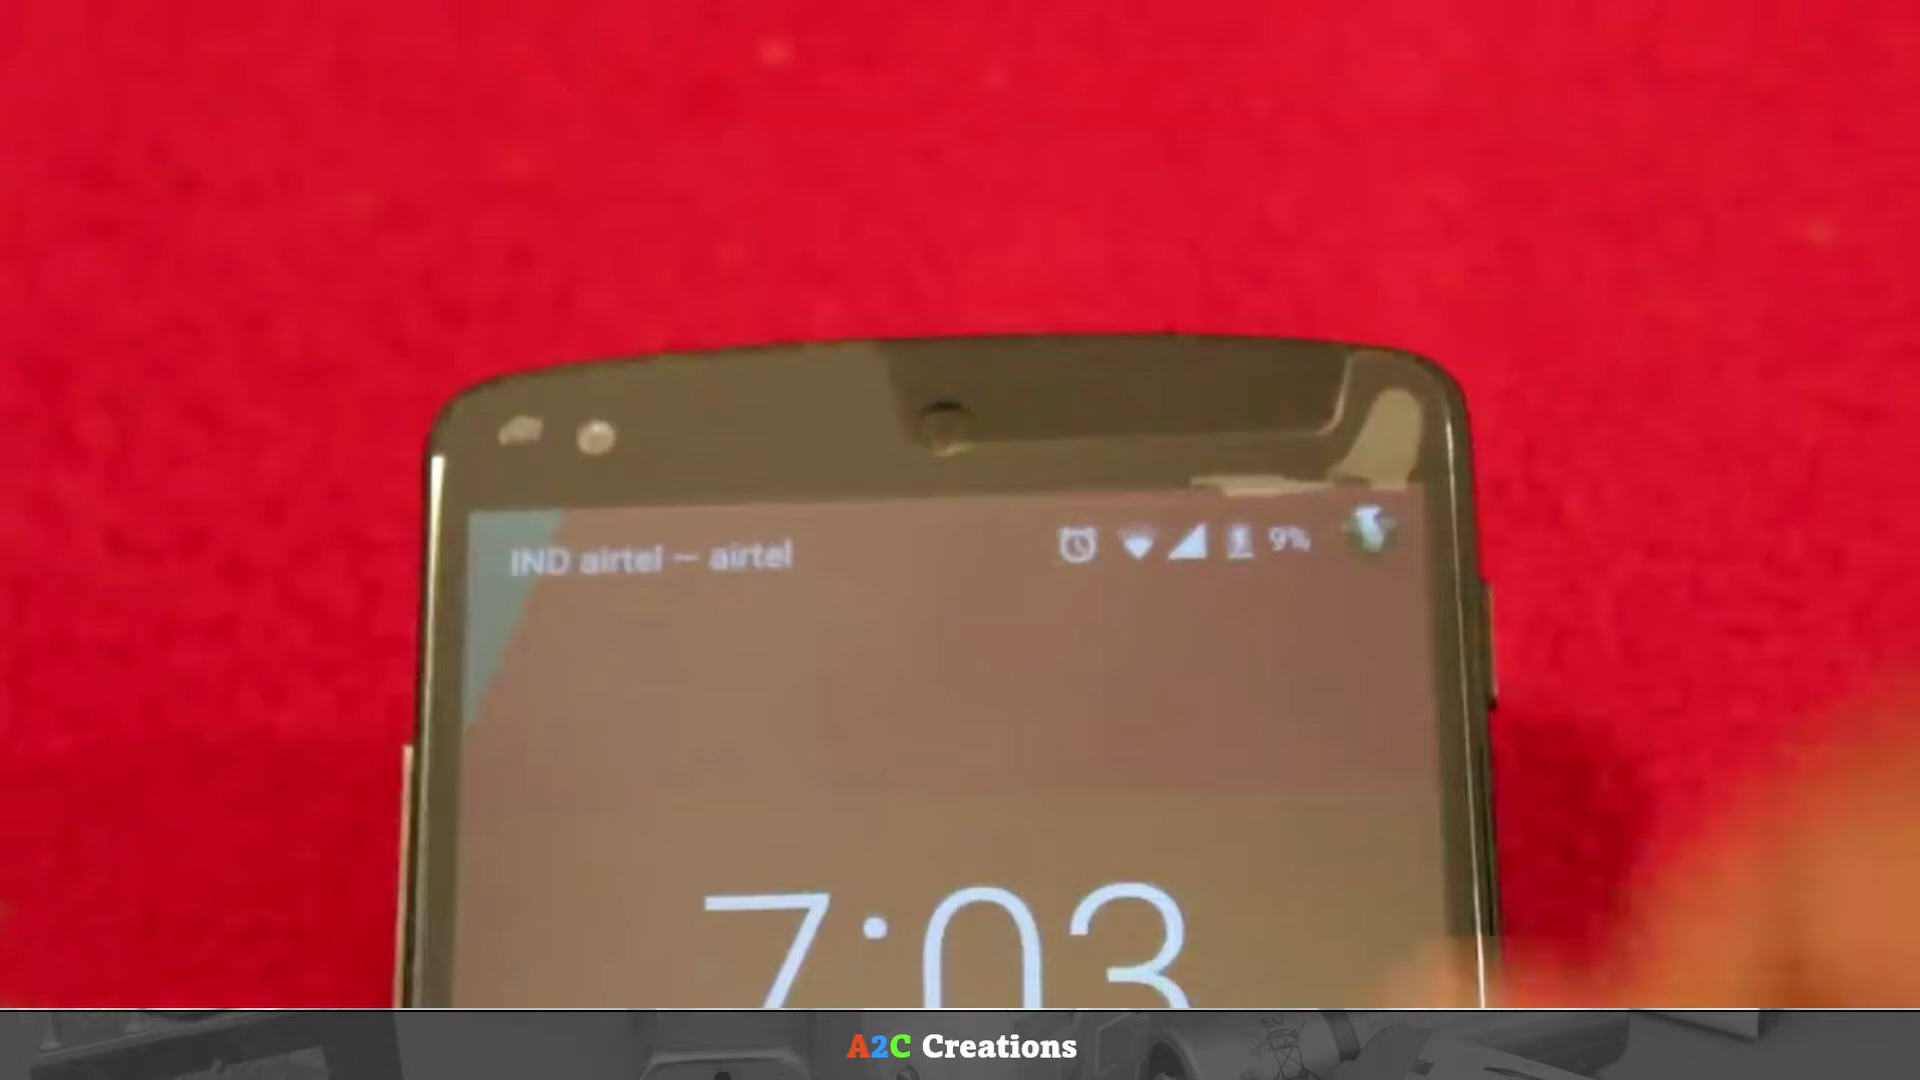 IND airtel — airtel
9%
7:03
A2C Creations